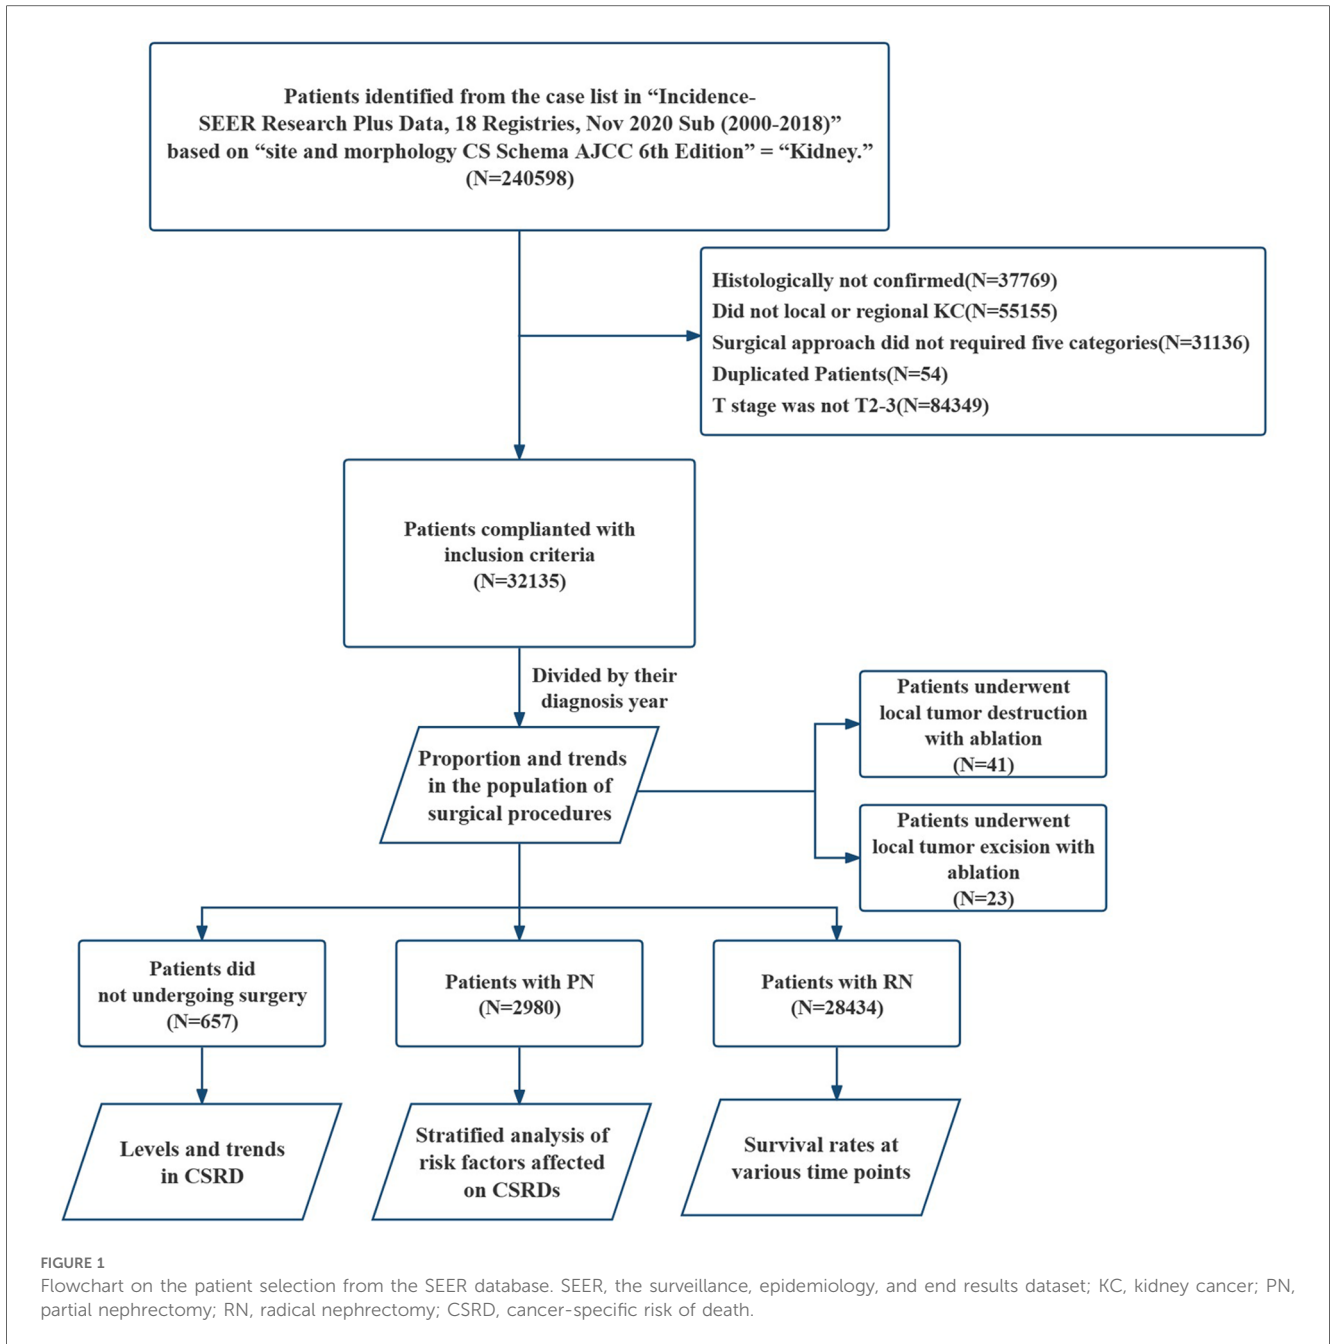 Patients identified from the case list in “Incidence-
SEER Research Plus Data, 18 Registries, Nov 2020 Sub (2000-2018)”
based on “site and morphology CS Schema AJCC 6th Edition” = “Kidney.”
(N=240598)
Histologically not confirmed(N=37769)
Did not local or regional KC(N=55155)
Surgical approach did not required five categories(N=31136)
Duplicated Patients(N=54)
T stage was not T2-3(N=84349)
Patients complianted with
inclusion criteria
(N=32135)
Divided by their
diagnosis year
Proportion and trends
in the population of
surgical procedures
Patients underwent
local tumor destruction
with ablation
(N=41)
Patients underwent
local tumor excision with
ablation
(N=23)
Patients did
not undergoing surgery
(N=657)
Patients with PN
(N=2980)
Patients with RN
(N=28434)
Levels and trends
in CSRD
Stratified analysis of
risk factors affected
on CSRDs
Survival rates at
various time points
FIGURE 1
Flowchart on the patient selection from the SEER database. SEER, the surveillance, epidemiology, and end results dataset; KC, kidney cancer; PN,
partial nephrectomy; RN, radical nephrectomy; CSRD, cancer-specific risk of death.